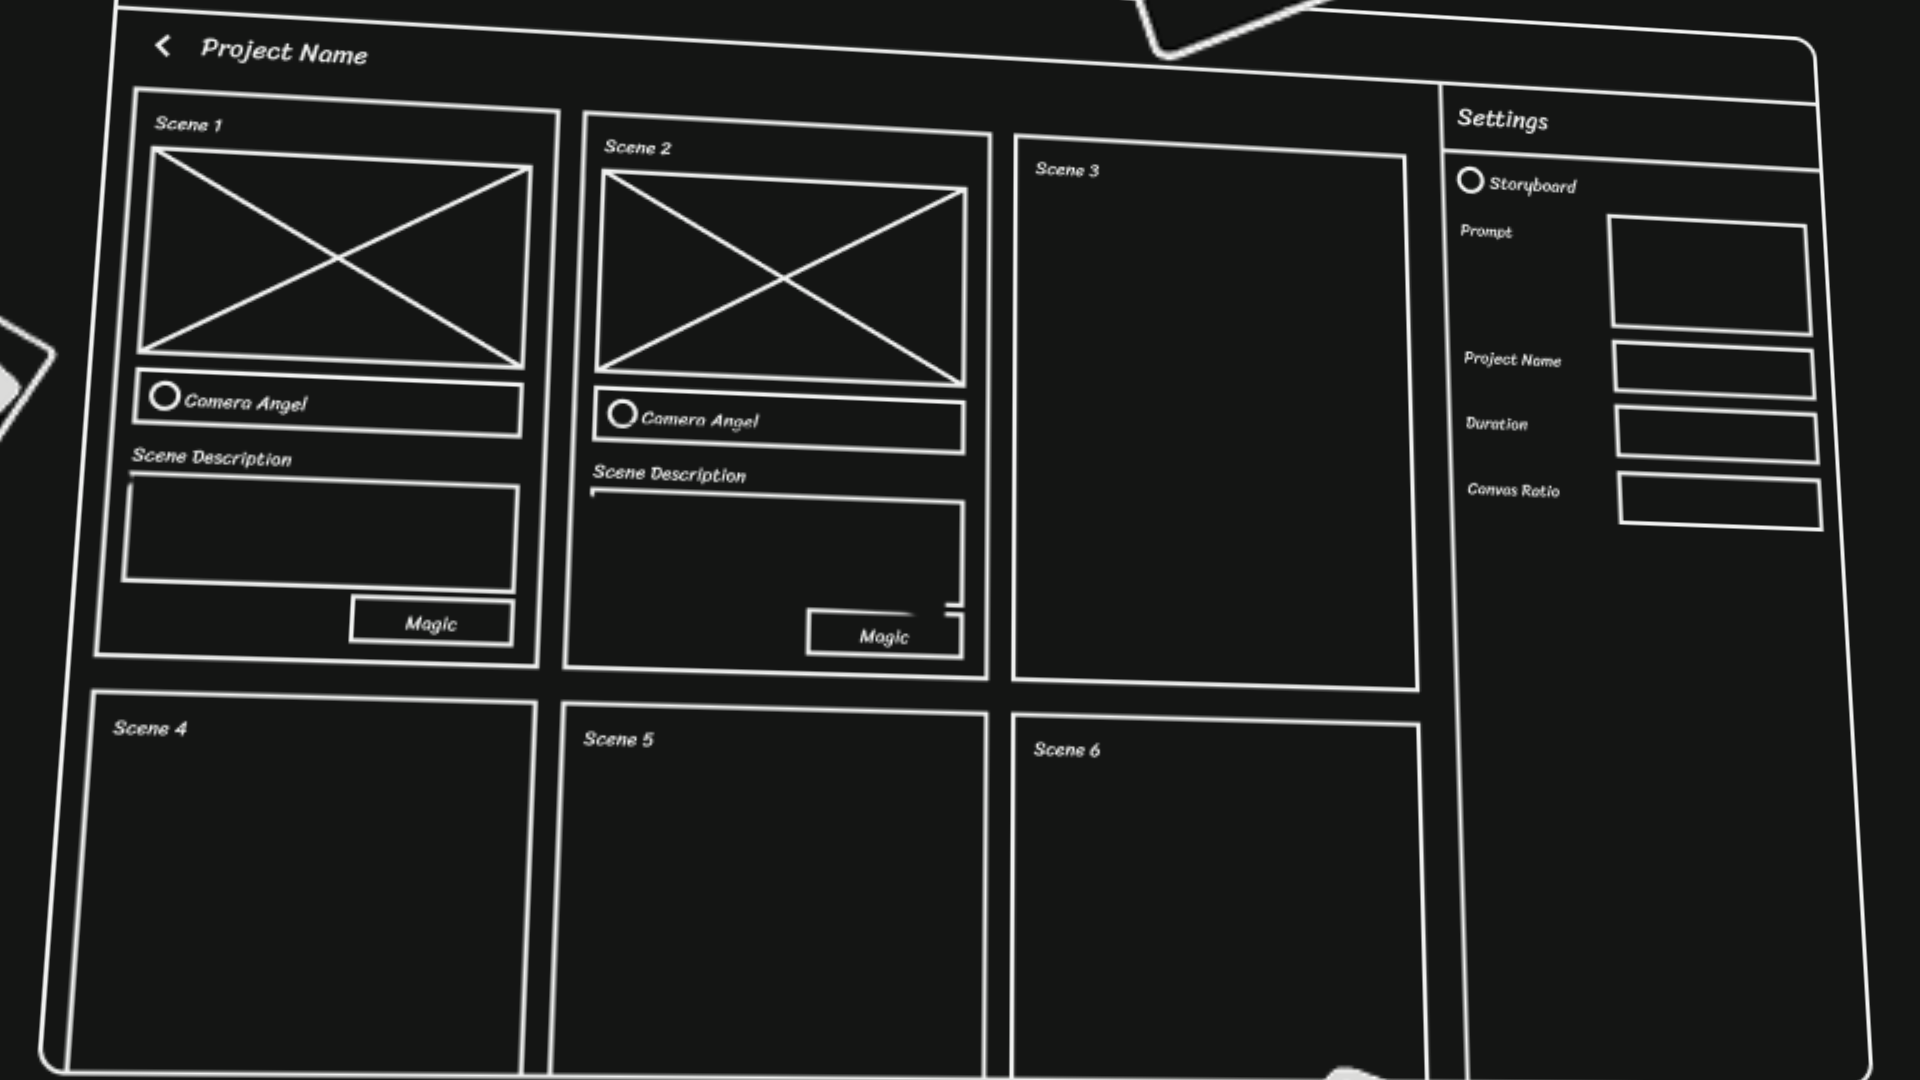 Project Name
Scene 1
Camera Angel
Scene Description
Magic
Scene 2
Camera Angel
Scene Description
Magic
Scene 3
Scene 4
Scene 5
Scene 6
Settings
Storyboard
Prompt
Project Name
Duration
Canvas Ratio